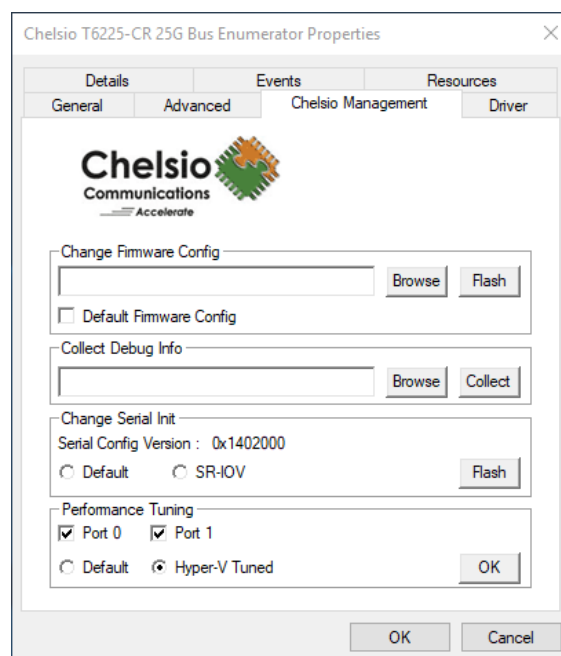 Chelsio T6225-CR 25G Bus Enumerator Properties
Details Events Resources
General Advanced Chelsio Management Driver
Chelsio
Communications
Accelerate
Change Firmware Config
Browse Flash
Default Firmware Config
Collect Debug Info
Browse Collect
Change Serial Init
Serial Config Version : 0x1402000
Default SR-IOV Flash
Performance Tuning
Port 0 Port 1
Default Hyper-V Tuned OK
OK Cancel